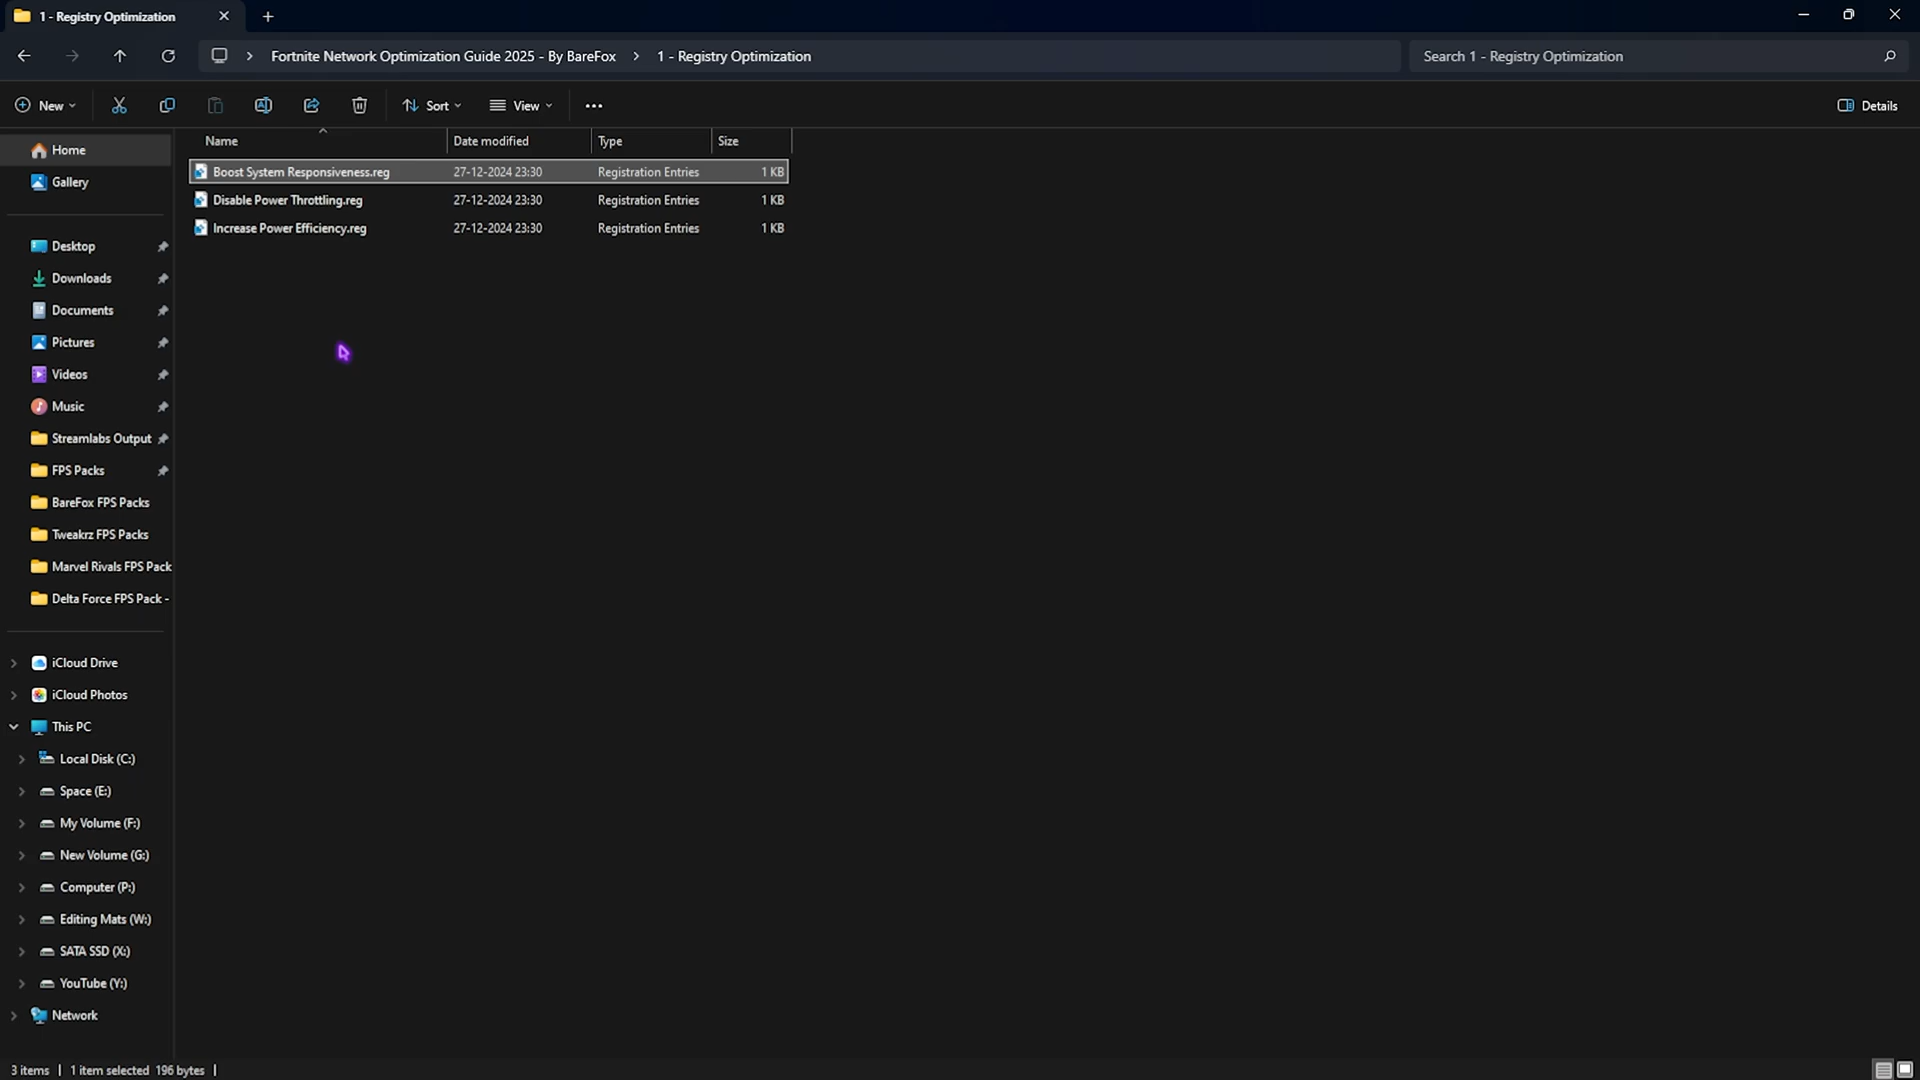 1 - Registry Optimization
Fortnite Network Optimization Guide 2025 - By BareFox > 1 - Registry Optimization
Search 1 - Registry Optimization
New
Sort
View
Details
Name
Date modified
Type
Size
Boost System Responsiveness.reg 27-12-2024 23:30 Registration Entries 1 KB
Disable Power Throttling.reg 27-12-2024 23:30 Registration Entries 1 KB
Increase Power Efficiency.reg 27-12-2024 23:30 Registration Entries 1 KB
Home
Gallery
Desktop
Downloads
Documents
Pictures
Videos
Music
Streamlabs Output
FPS Packs
BareFox FPS Packs
Tweakrz FPS Packs
Marvel Rivals FPS Pack
Delta Force FPS Pack -
iCloud Drive
iCloud Photos
This PC
Local Disk (C:)
Space (E:)
My Volume (F:)
New Volume (G:)
Computer (P:)
Editing Mats (W:)
SATA SSD (X:)
YouTube (Y:)
Network
3 items | 1 item selected 196 bytes |